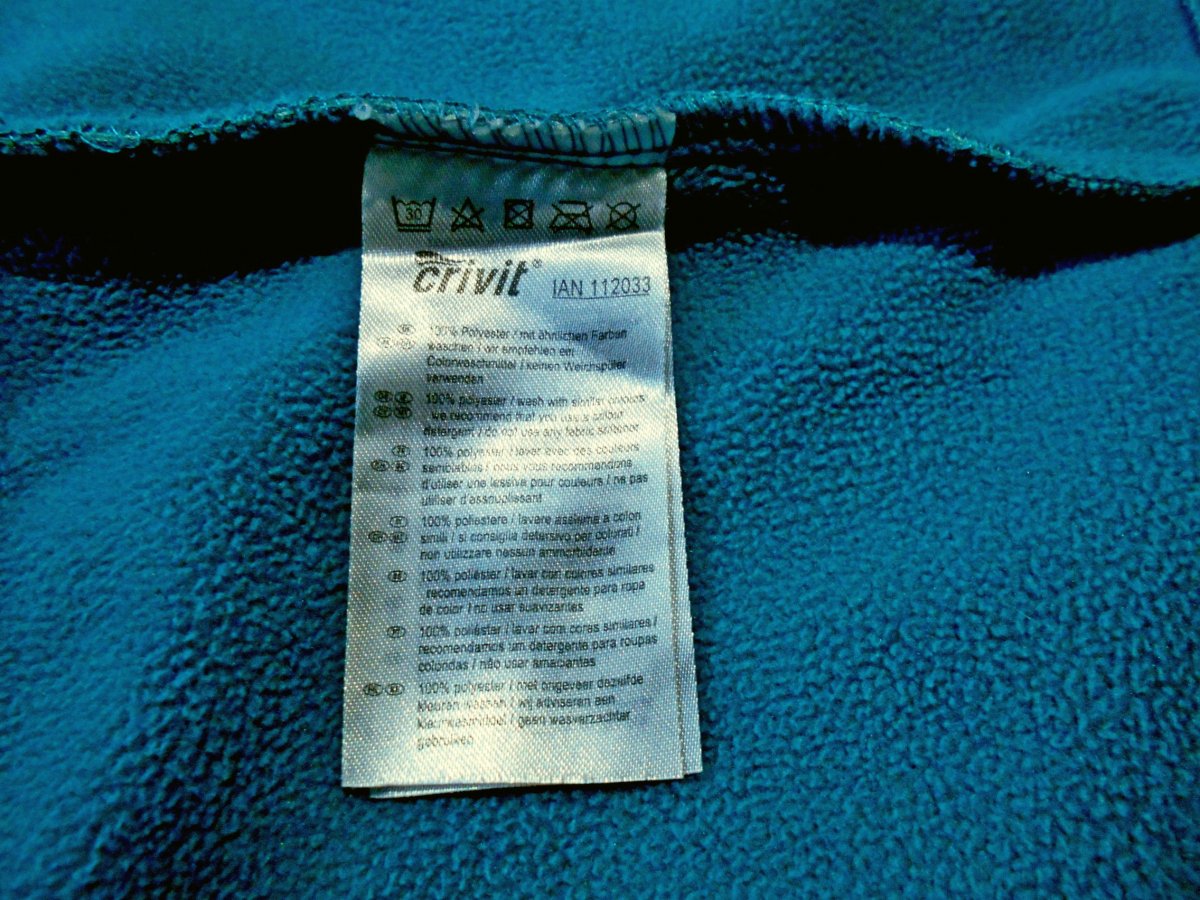 30
crivit®
IAN 112033
100% Polyester / mit ähnlichen Farben
waschen / wir empfehlen ein
Colorwaschmittel / keinen Weichspüler
verwenden
100% polyester / wash with similar colours
we recommend that you use a colour
detergent / do not use any fabric softener
100% polyester / laver avec des couleurs
semblables / nous vous recommandons
d'utiliser une lessive pour couleurs / ne pas
utiliser d'assouplissant
100% poliestere / lavare assieme a colori
simili / si consiglia detersivo per colorati /
non utilizzare nessun ammorbidente
100% poliéster / lavar con colores similares
recomendamos un detergente para ropa
de color / no usar suavizantes
100% poliéster / lavar com cores similares /
recomendamos um detergente para roupas
coloridas / não usar amaciantes
100% polyester / met ongeveer dezelfde
kleuren wassen / wij adviseren een
kleurwasmiddel / geen wasverzachter
gebruiken